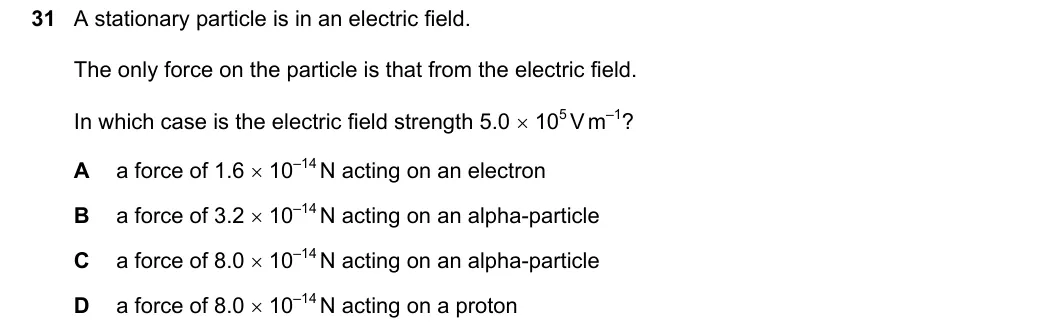 31 A stationary particle is in an electric field.
The only force on the particle is that from the electric field.
In which case is the electric field strength 5.0 × 10⁵ V m⁻¹?
A a force of 1.6 × 10⁻¹⁴ N acting on an electron
B a force of 3.2 × 10⁻¹⁴ N acting on an alpha-particle
C a force of 8.0 × 10⁻¹⁴ N acting on an alpha-particle
D a force of 8.0 × 10⁻¹⁴ N acting on a proton